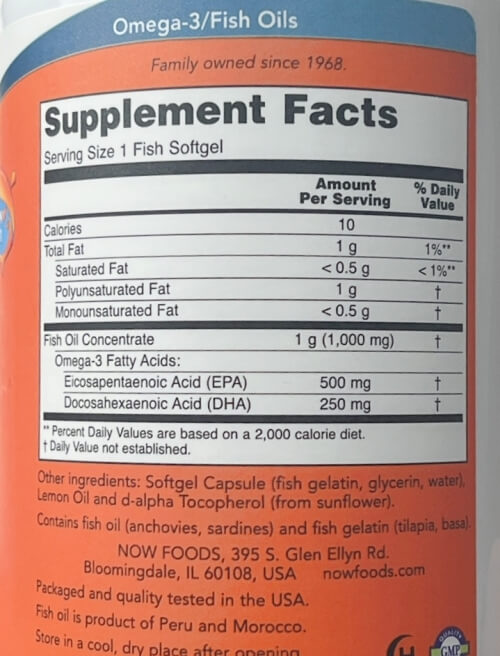 Omega-3/Fish Oils
Family owned since 1968.
Supplement Facts
Serving Size 1 Fish Softgel
Amount Per Serving % Daily Value
Calories 10
Total Fat 1 g 1%**
Saturated Fat < 0.5 g < 1%**
Polyunsaturated Fat 1 g †
Monounsaturated Fat < 0.5 g †
Fish Oil Concentrate 1 g (1,000 mg) †
Omega-3 Fatty Acids:
Eicosapentaenoic Acid (EPA) 500 mg †
Docosahexaenoic Acid (DHA) 250 mg †
** Percent Daily Values are based on a 2,000 calorie diet.
† Daily Value not established.
Other ingredients: Softgel Capsule (fish gelatin, glycerin, water),
Lemon Oil and d-alpha Tocopherol (from sunflower).
Contains fish oil (anchovies, sardines) and fish gelatin (tilapia, basa).
NOW FOODS, 395 S. Glen Ellyn Rd.
Bloomingdale, IL 60108, USA nowfoods.com
Packaged and quality tested in the USA.
Fish oil is product of Peru and Morocco.
Store in a cool, dry place after opening
QUALITY
GMP